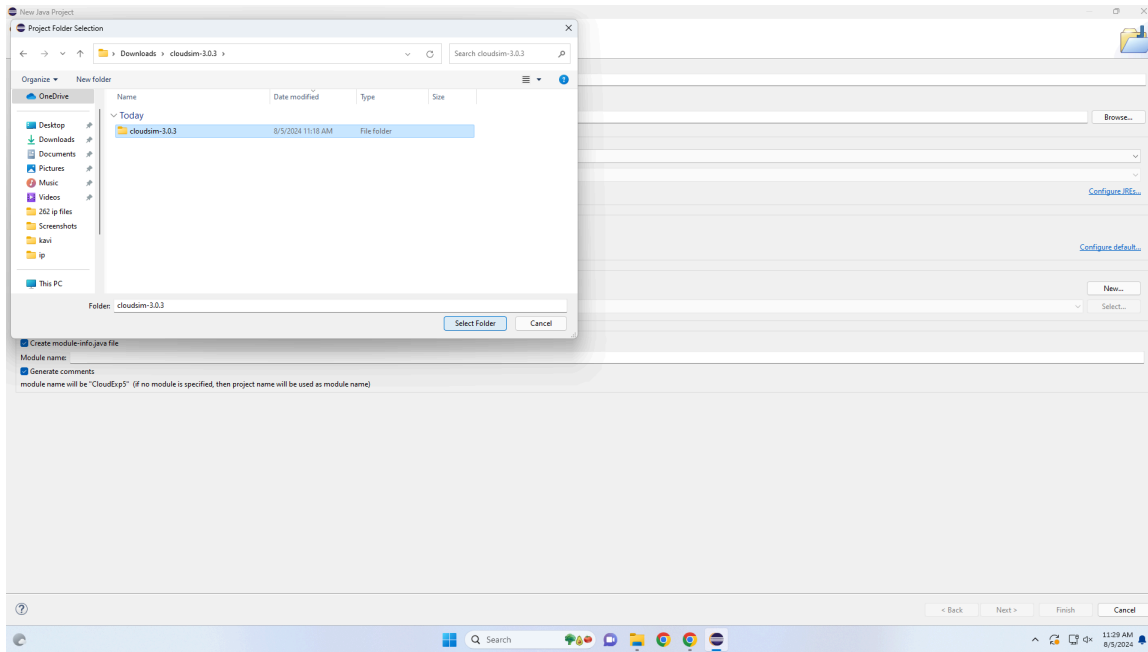 New Java Project
Project Folder Selection
Downloads > cloudsim-3.0.3 >
Search cloudsim-3.0.3
Organize
New folder
OneDrive
Name
Date modified
Type
Size
Today
cloudsim-3.0.3
8/5/2024 11:18 AM
File folder
Desktop
Downloads
Documents
Pictures
Music
Videos
262 ip files
Screenshots
kavi
ip
This PC
Folder: cloudsim-3.0.3
Select Folder
Cancel
Browse...
Configure JREs...
Configure default...
New...
Select...
Create module-info.java file
Module name:
Generate comments
module name will be "CloudExp5" (if no module is specified, then project name will be used as module name)
< Back
Next >
Finish
Cancel
Search
11:29 AM
8/5/2024